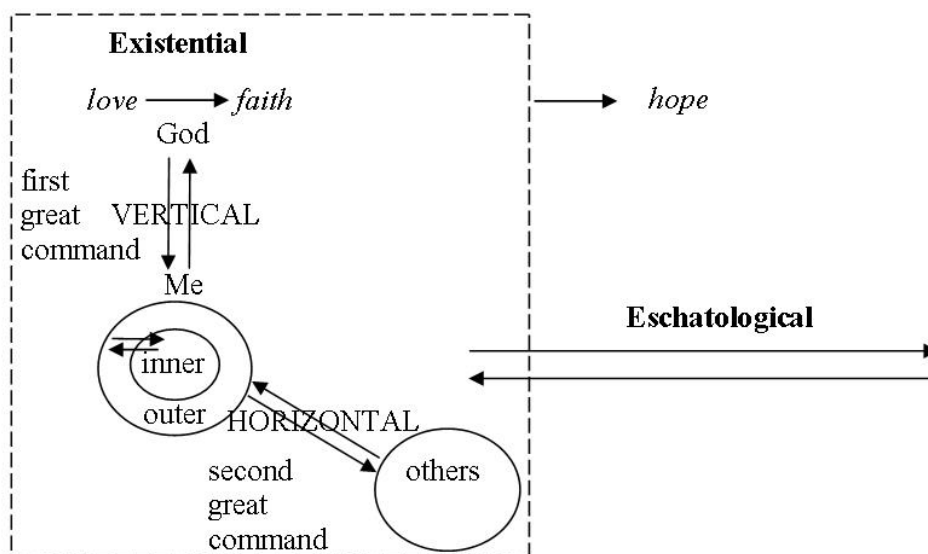 Existential
love faith
hope
God
first
great VERTICAL
command
Me
Eschatological
inner
outer HORIZONTAL
others
second
great
command